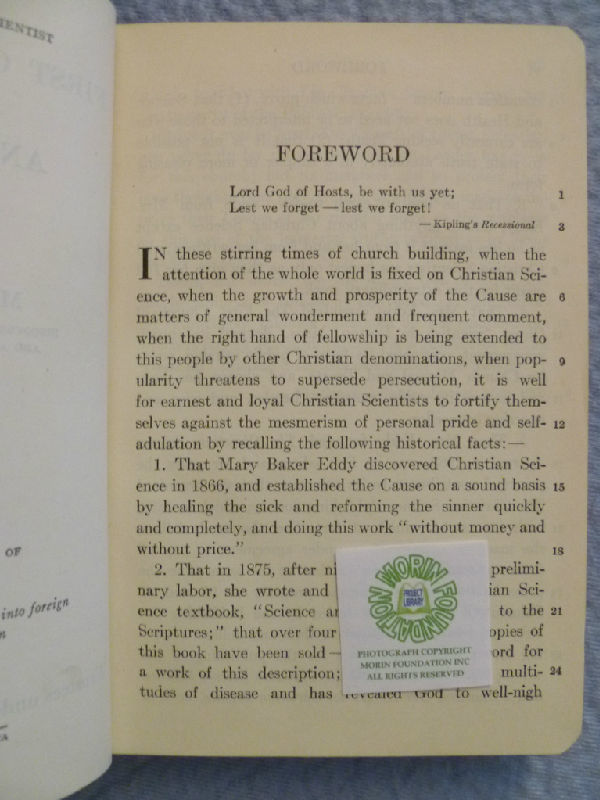 IENTIST
OF
into foreign
FOREWORD
Lord God of Hosts, be with us yet; 1
Lest we forget — lest we forget!
— Kipling's Recessional 3
IN these stirring times of church building, when the
attention of the whole world is fixed on Christian Sci-
ence, when the growth and prosperity of the Cause are 6
matters of general wonderment and frequent comment,
when the right hand of fellowship is being extended to
this people by other Christian denominations, when pop- 9
ularity threatens to supersede persecution, it is well
for earnest and loyal Christian Scientists to fortify them-
selves against the mesmerism of personal pride and self- 12
adulation by recalling the following historical facts: —
1. That Mary Baker Eddy discovered Christian Sci-
ence in 1866, and established the Cause on a sound basis 15
by healing the sick and reforming the sinner quickly
and completely, and doing this work "without money and
without price." 18
2. That in 1875, after ni prelimi-
nary labor, she wrote and ian Sci-
ence textbook, "Science a to the 21
Scriptures;" that over four opies of
this book have been sold — ord for
a work of this description; multi- 24
tudes of disease and has revealed God to well-nigh
MORIN FOUNDATION
PROJECT
LIBRARY
PHOTOGRAPH COPYRIGHT
MORIN FOUNDATION INC
ALL RIGHTS RESERVED